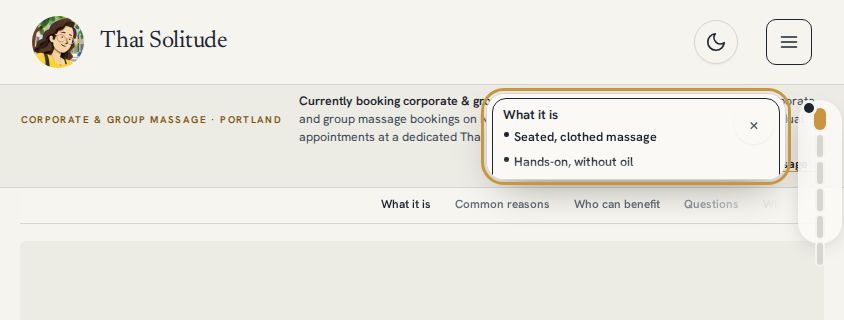 Thai Solitude
CORPORATE & GROUP MASSAGE · PORTLAND
Currently booking corporate & gro
and group massage bookings on
appointments at a dedicated Thai
What it is
Seated, clothed massage
Hands-on, without oil
What it is Common reasons Who can benefit Questions